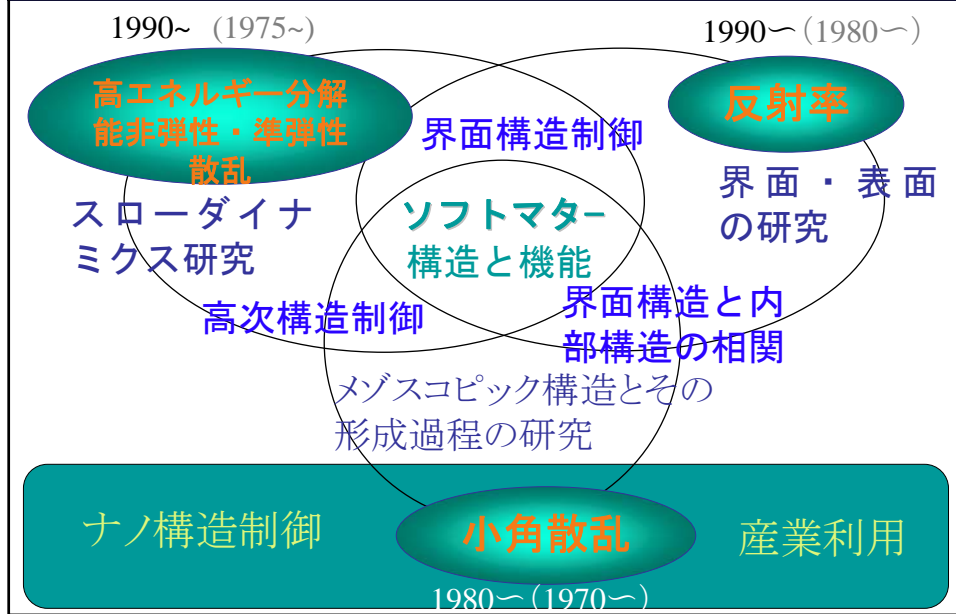 1990~ (1975~)
1990～(1980～)
高エネルギー分解
能非弾性・準弾性
散乱
反射率
界面構造制御
界面・表面
の研究
スローダイナ
ミクス研究
ソフトマター
構造と機能
高次構造制御
界面構造と内
部構造の相関
メゾスコピック構造とその
形成過程の研究
ナノ構造制御
小角散乱
産業利用
1980～(1970～)